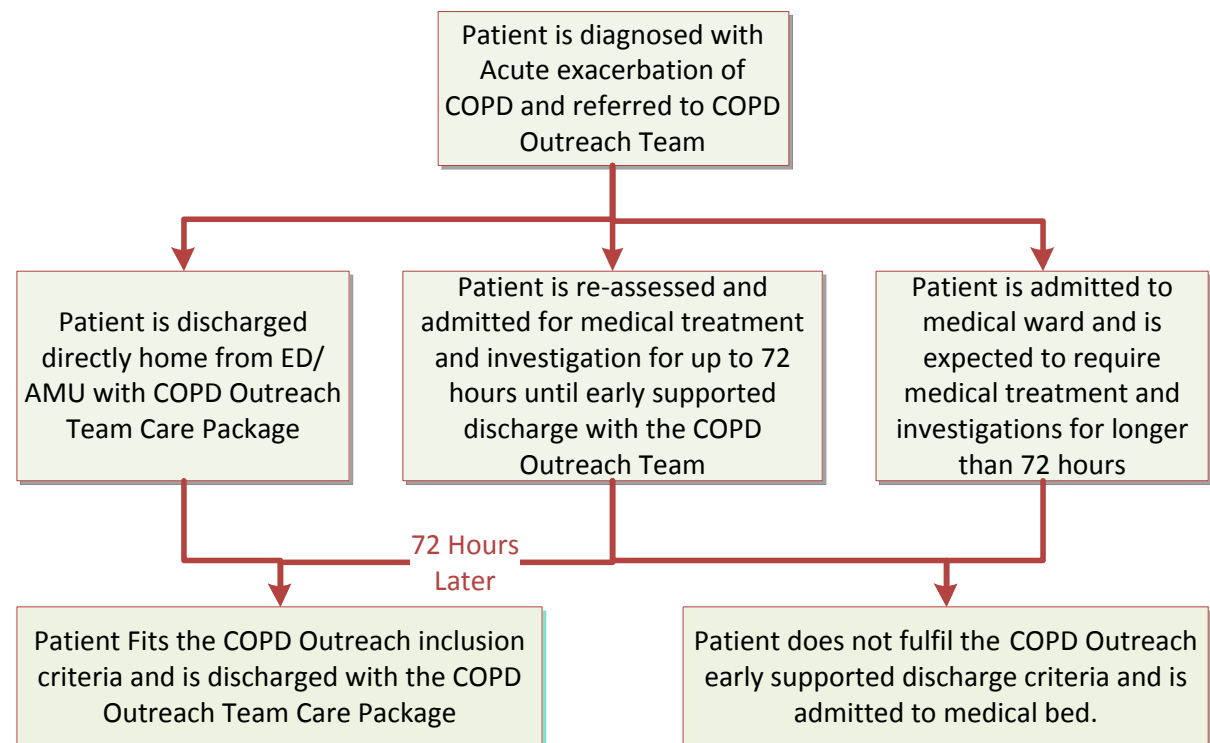 Patient is diagnosed with
Acute exacerbation of
COPD and referred to COPD
Outreach Team
Patient is discharged
directly home from ED/
AMU with COPD Outreach
Team Care Package
Patient is re-assessed and
admitted for medical treatment
and investigation for up to 72
hours until early supported
discharge with the COPD
Outreach Team
Patient is admitted to
medical ward and is
expected to require
medical treatment and
investigations for longer
than 72 hours
72 Hours
Later
Patient Fits the COPD Outreach inclusion
criteria and is discharged with the COPD
Outreach Team Care Package
Patient does not fulfil the COPD Outreach
early supported discharge criteria and is
admitted to medical bed.